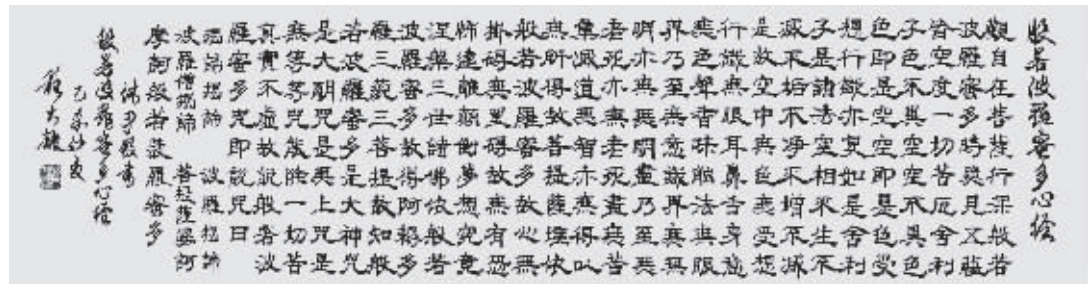 般若波羅蜜多心經
觀自在菩薩行深般若
波羅蜜多時照見五蘊
皆空度一切苦厄舍利
子色不異空空不異色
色即是空空即是色受
想行識亦復如是舍利
子是諸法空相不生不
滅不垢不淨不增不減
是故空中無色無受想
行識無眼耳鼻舌身意
無色聲香味觸法無眼
界乃至無意識界無無
明亦無無明盡乃至無
老死亦無老死盡無苦
集滅道無智亦無得以
無所得故菩提薩埵依
般若波羅蜜多故心無
掛礙無罣礙故無有恐
怖遠離顛倒夢想究竟
涅槃三世諸佛依般若
波羅蜜多故得阿耨多
羅三藐三菩提故知般
若波羅蜜多是大神咒
是大明咒是無上咒是
無等等咒能除一切苦
真實不虛故說般若波
羅蜜多咒即說咒曰
揭諦揭諦 波羅揭諦
波羅僧揭諦 菩提薩婆訶
摩訶般若波羅蜜多
般若波羅蜜多心經